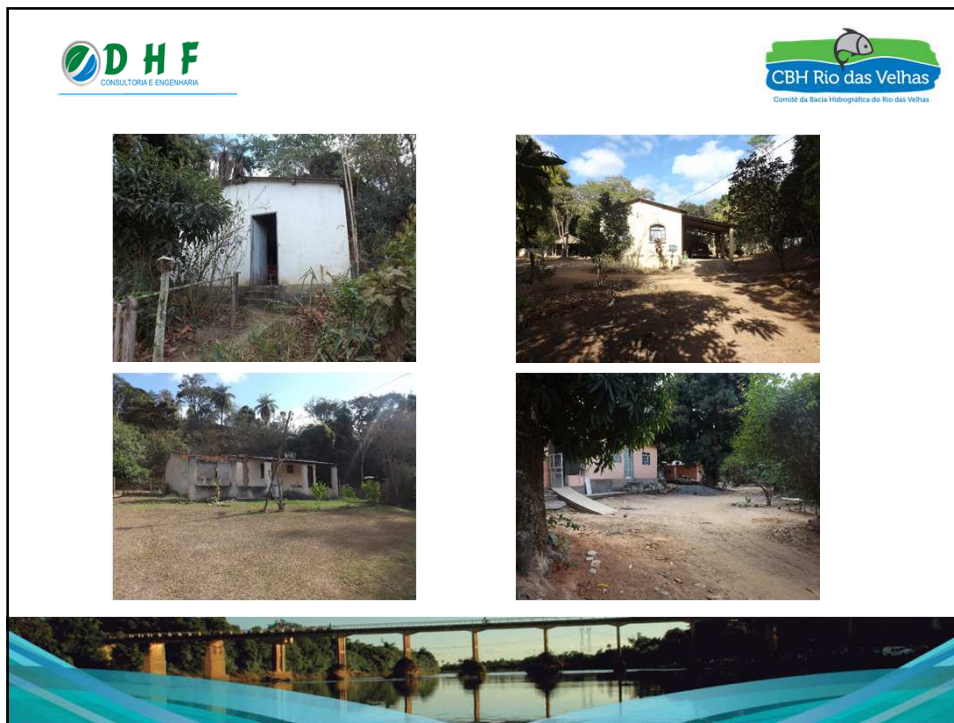 DHF
CONSULTORIA E ENGENHARIA
CBH Rio das Velhas
Comitê da Bacia Hidrográfica do Rio das Velhas